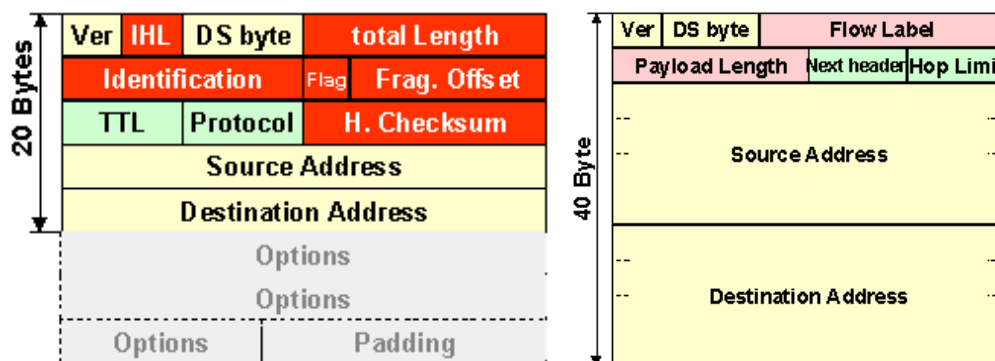 20 Bytes
Ver IHL DS byte total Length
Identification Flag Frag. Offset
TTL Protocol H. Checksum
Source Address
Destination Address
Options
Options
Options Padding
40 Byte
Ver DS byte Flow Label
Payload Length Next header Hop Limi
Source Address
Destination Address